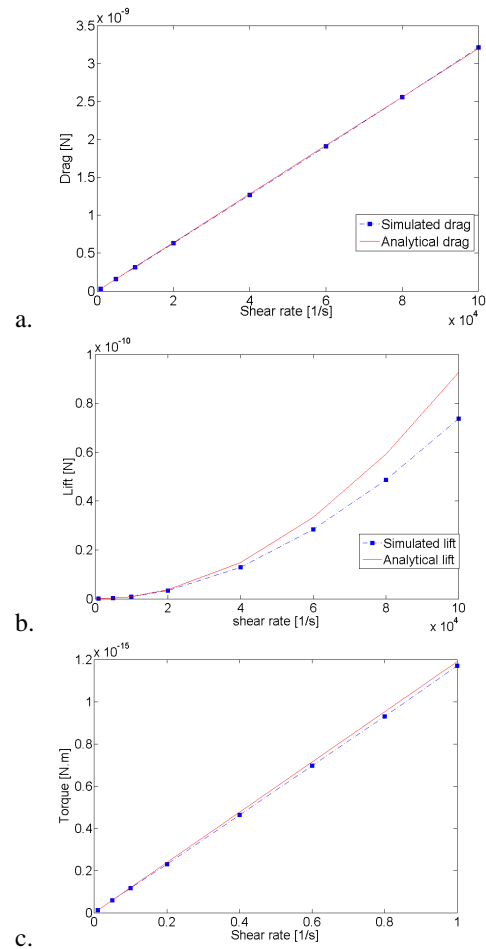 x 10⁻⁹
3.5
3
2.5
2
1.5
1
0.5
0
Drag [N]
Simulated drag
Analytical drag
0 2 4 6 8 10
Shear rate [1/s]
x 10⁴
a.
x 10⁻¹⁰
1
0.8
0.6
0.4
0.2
0
Lift [N]
Simulated lift
Analytical lift
0 2 4 6 8 10
shear rate [1/s]
x 10⁴
b.
x 10⁻¹⁵
1.2
1
0.8
0.6
0.4
0.2
0
Torque [N.m]
0 0.2 0.4 0.6 0.8 1
Shear rate [1/s]
c.